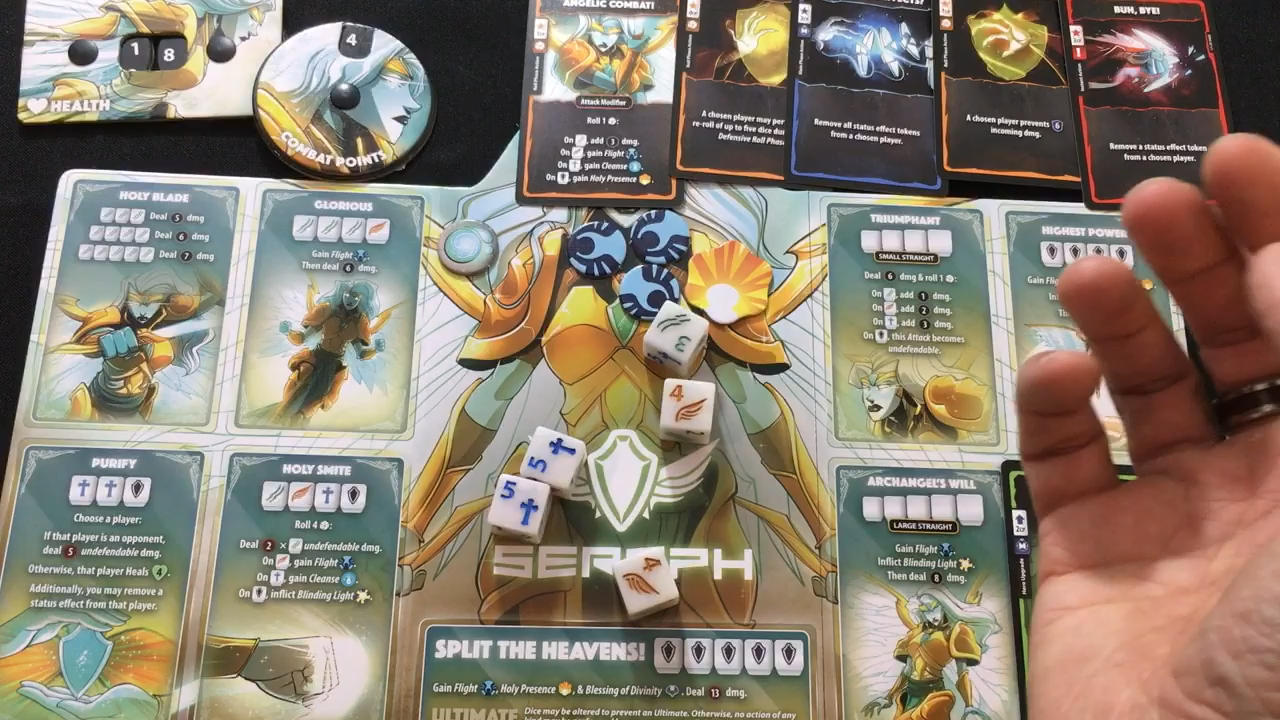 1 8
HEALTH
4
COMBAT POINTS
ANGELIC COMBAT!
Attack Modifier
Roll 1 :
On , add 3 dmg.
On , gain Flight .
On , gain Cleanse .
On , gain Holy Presence .
A chosen player may per
re-roll of up to five dice du
Defensive Roll Phas
Remove all status effect tokens
from a chosen player.
A chosen player prevents 6
incoming dmg.
BUH, BYE!
Remove a status effect token
from a chosen player.
HOLY BLADE
Deal 5 dmg
Deal 6 dmg
Deal 7 dmg
GLORIOUS
Gain Flight .
Then deal 6 dmg.
TRIUMPHANT
SMALL STRAIGHT
Deal 6 dmg & roll 1 :
On , add 1 dmg.
On , add 2 dmg.
On , add 3 dmg.
On , this Attack becomes
undefendable.
HIGHEST POWER
Gain Fl
PURIFY
Choose a player:
If that player is an opponent,
deal 5 undefendable dmg.
Otherwise, that player Heals 4 .
Additionally, you may remove a
status effect from that player.
HOLY SMITE
Roll 4 :
Deal 2 × undefendable dmg.
On , gain Flight .
On , gain Cleanse .
On , inflict Blinding Light .
3
4
5
5
4
SERAPH
ARCHANGEL'S WILL
LARGE STRAIGHT
Gain Flight .
Inflict Blinding Light .
Then deal 8 dmg.
Hero Upgrade
SPLIT THE HEAVENS!
Gain Flight , Holy Presence , & Blessing of Divinity . Deal 13 dmg.
ULTIMATE Dice may be altered to prevent an Ultimate. Otherwise, no action of any